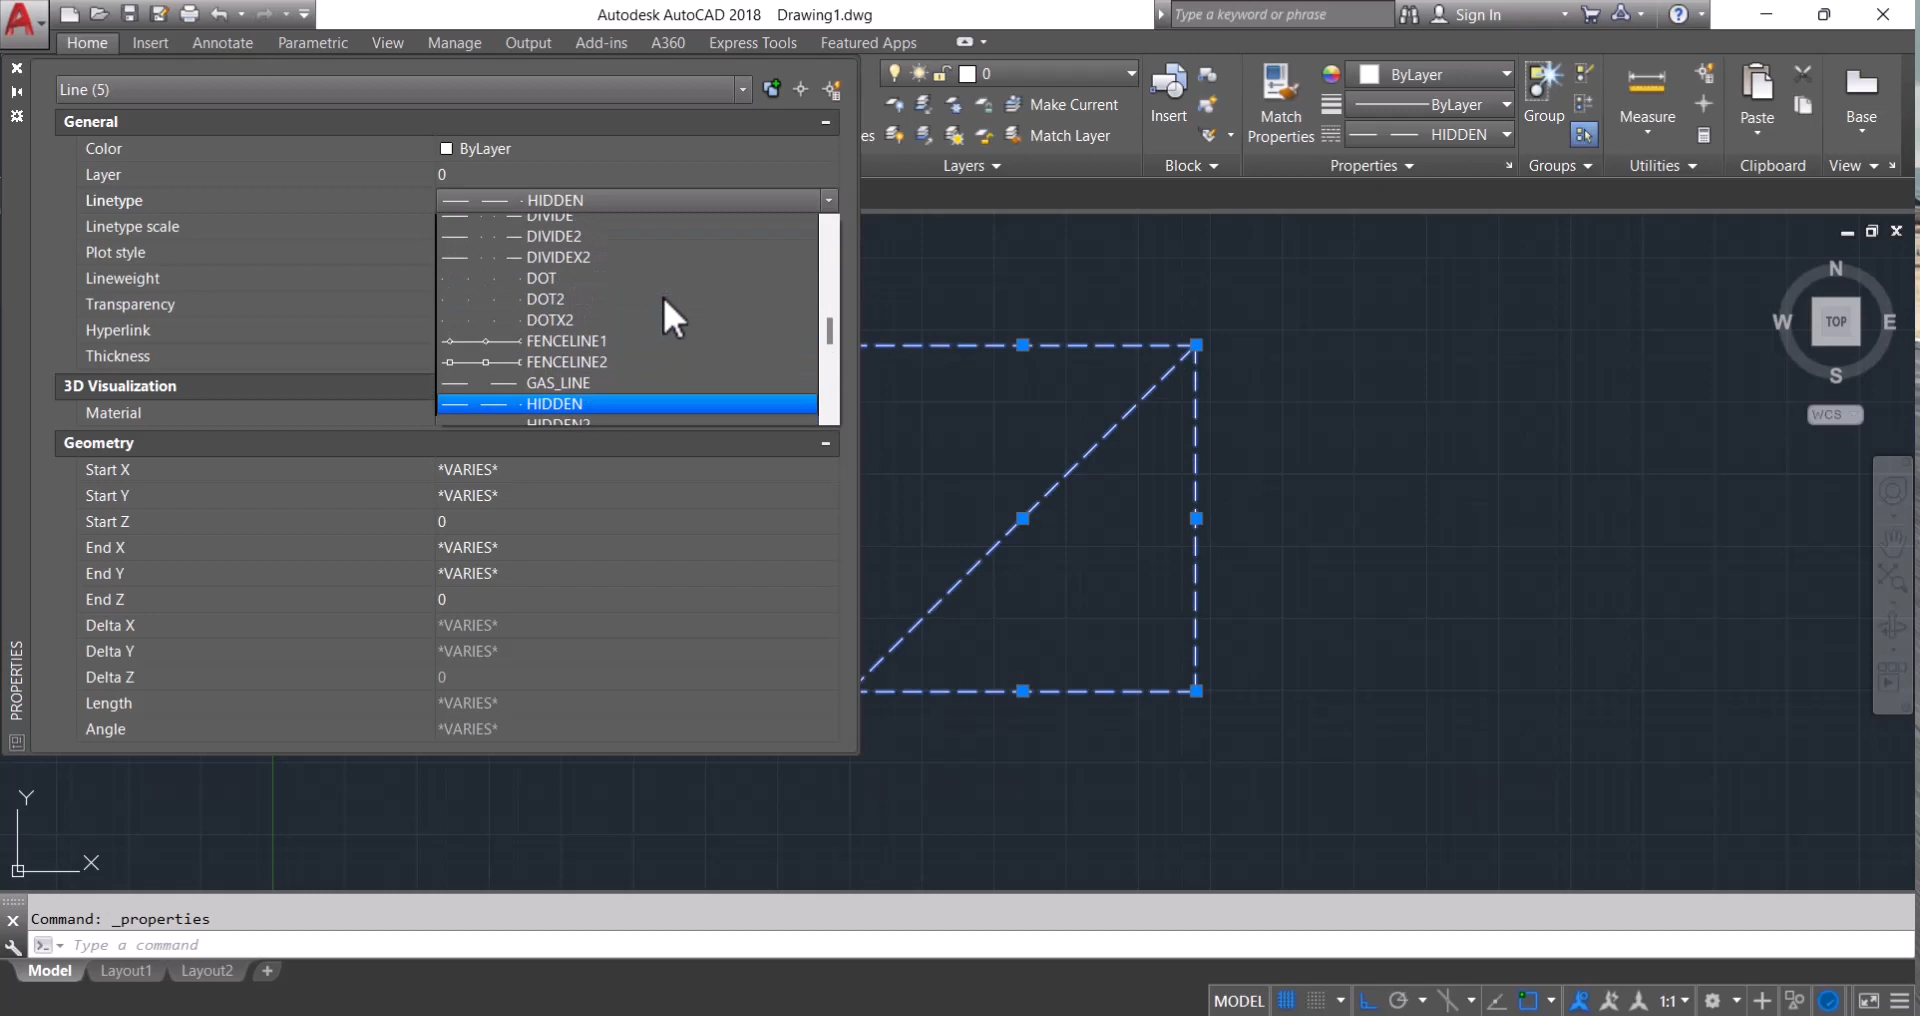 Autodesk AutoCAD 2018 Drawing1.dwg
Type a keyword or phrase
Sign In
Home Insert Annotate Parametric View Manage Output Add-ins A360 Express Tools Featured Apps
Line (5)
General
Color ByLayer
Layer 0
Linetype HIDDEN
Linetype scale
Plot style
Lineweight
Transparency
Hyperlink
Thickness
DIVIDE
DIVIDE2
DIVIDEX2
DOT
DOT2
DOTX2
FENCELINE1
FENCELINE2
GAS_LINE
HIDDEN
HIDDEN2
3D Visualization
Material
Geometry
Start X *VARIES*
Start Y *VARIES*
Start Z 0
End X *VARIES*
End Y *VARIES*
End Z 0
Delta X *VARIES*
Delta Y *VARIES*
Delta Z 0
Length *VARIES*
Angle *VARIES*
PROPERTIES
0
Make Current
Match Layer
Layers
Insert
Block
Match
Properties
ByLayer
ByLayer
HIDDEN
Properties
Group
Groups
Measure
Utilities
Paste
Clipboard
Base
View
N
W TOP E
S
WCS
Y
X
Command: _properties
Type a command
Model Layout1 Layout2 +
MODEL 1:1